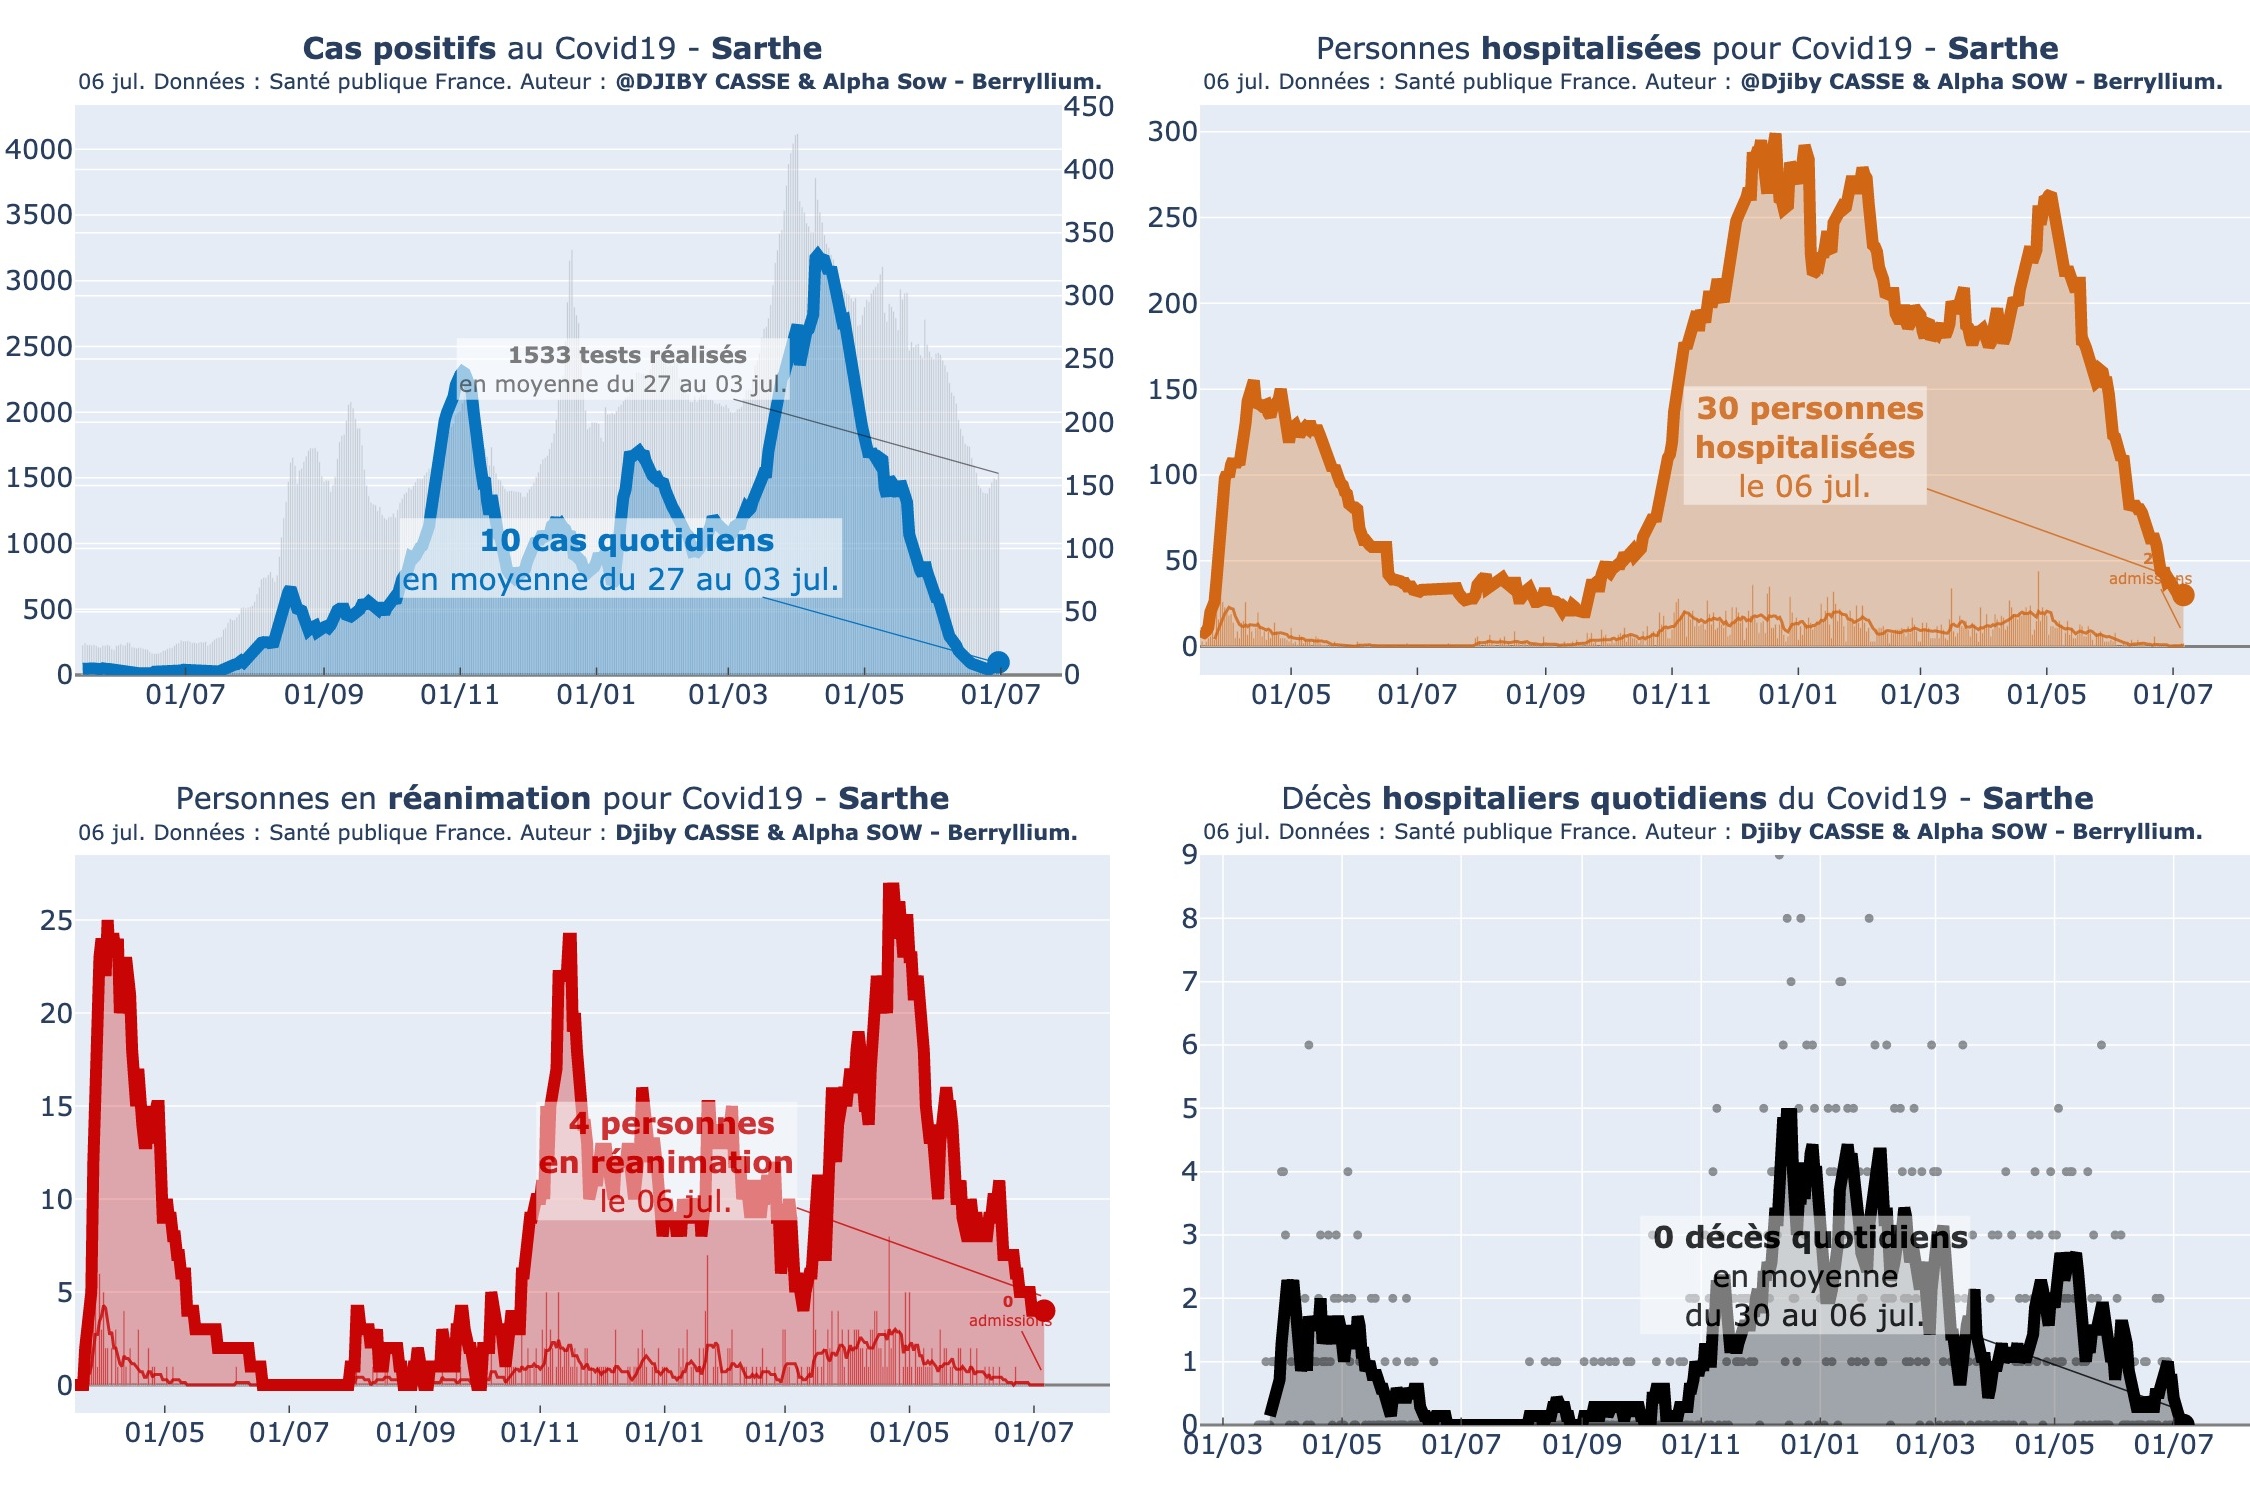 Cas positifs au Covid19 - Sarthe
06 jul. Données : Santé publique France. Auteur : @DJIBY CASSE & Alpha Sow - Berryllium.
450
4000
400
3500
350
3000
300
2500
250
2000
200
1500
150
1000
100
500
50
0
0
1533 tests réalisés
en moyenne du 27 au 03 jul.
10 cas quotidiens
en moyenne du 27 au 03 jul.
01/07 01/09 01/11 01/01 01/03 01/05 01/07
Personnes hospitalisées pour Covid19 - Sarthe
06 jul. Données : Santé publique France. Auteur : @Djiby CASSE & Alpha SOW - Berryllium.
300
250
200
150
100
50
0
30 personnes
hospitalisées
le 06 jul.
2
admissions
01/05 01/07 01/09 01/11 01/01 01/03 01/05 01/07
Personnes en réanimation pour Covid19 - Sarthe
06 jul. Données : Santé publique France. Auteur : Djiby CASSE & Alpha SOW - Berryllium.
25
20
15
10
5
0
4 personnes
en réanimation
le 06 jul.
0
admissions
01/05 01/07 01/09 01/11 01/01 01/03 01/05 01/07
Décès hospitaliers quotidiens du Covid19 - Sarthe
06 jul. Données : Santé publique France. Auteur : Djiby CASSE & Alpha SOW - Berryllium.
9
8
7
6
5
4
3
2
1
0
0 décès quotidiens
en moyenne
du 30 au 06 jul.
01/03 01/05 01/07 01/09 01/11 01/01 01/03 01/05 01/07